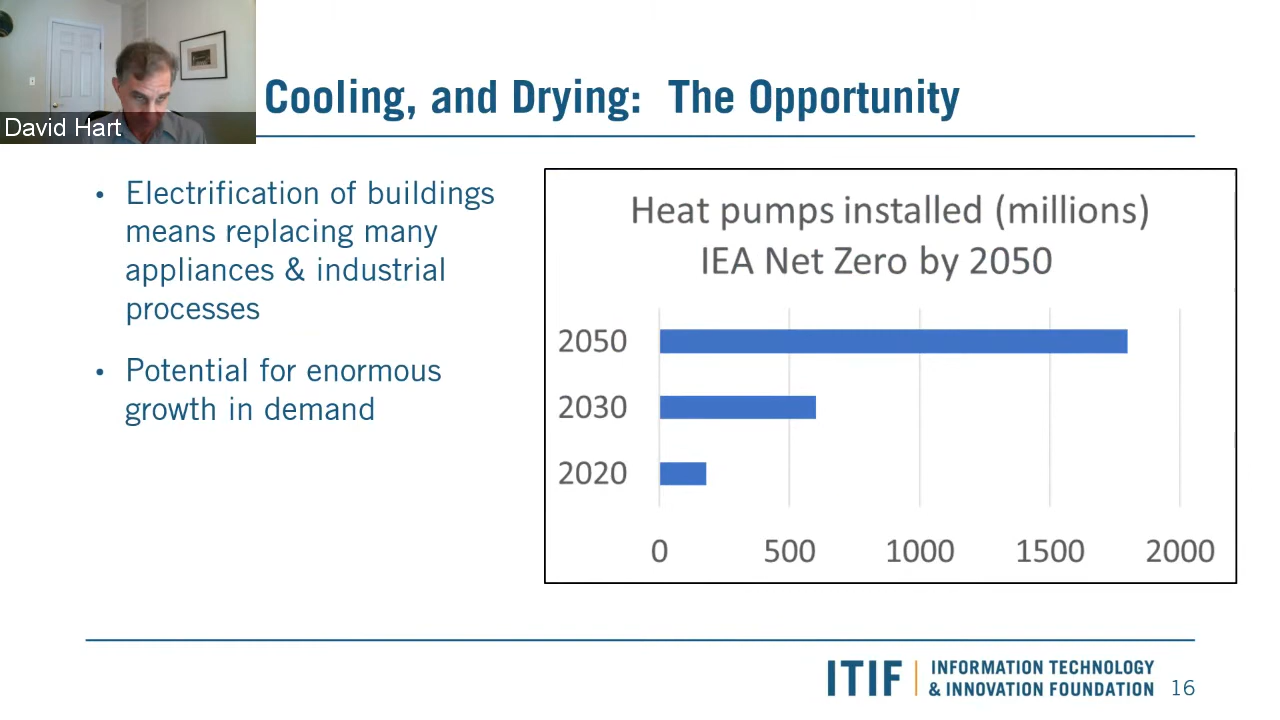 David Hart
Cooling, and Drying: The Opportunity
• Electrification of buildings
means replacing many
appliances & industrial
processes
• Potential for enormous
growth in demand
Heat pumps installed (millions)
IEA Net Zero by 2050
2050
2030
2020
0 500 1000 1500 2000
ITIF
INFORMATION TECHNOLOGY
& INNOVATION FOUNDATION
16